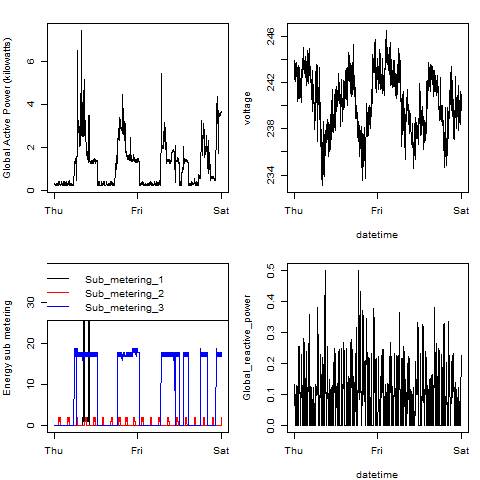 Global Active Power (kilowatts)
0
2
4
6
Thu
Fri
Sat
voltage
234
238
242
246
Thu
Fri
Sat
datetime
Energy sub metering
0
10
20
30
Sub_metering_1
Sub_metering_2
Sub_metering_3
Thu
Fri
Sat
Global_reactive_power
0.0
0.1
0.2
0.3
0.4
0.5
Thu
Fri
Sat
datetime